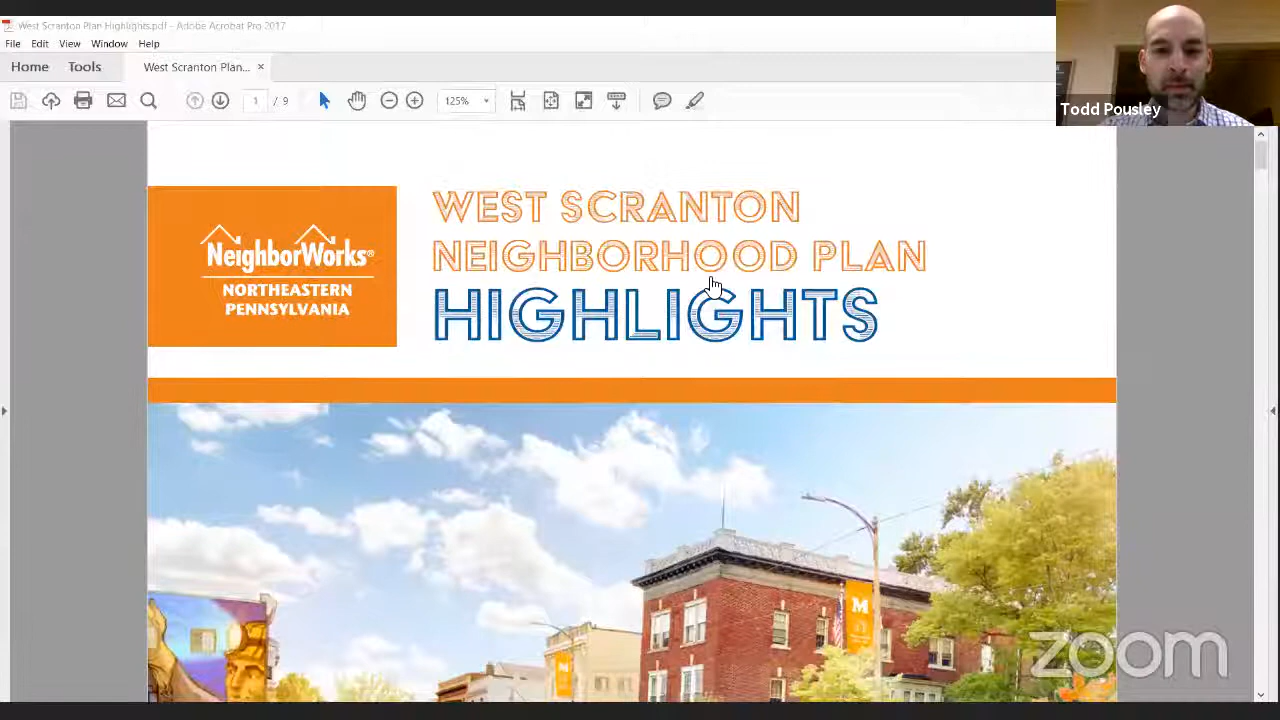 West Scranton Plan Highlights.pdf - Adobe Acrobat Pro 2017
File Edit View Window Help
Home Tools West Scranton Plan... ×
1 / 9 125%
Todd Pousley
NeighborWorks®
NORTHEASTERN
PENNSYLVANIA
WEST SCRANTON
NEIGHBORHOOD PLAN
HIGHLIGHTS
M
zoom